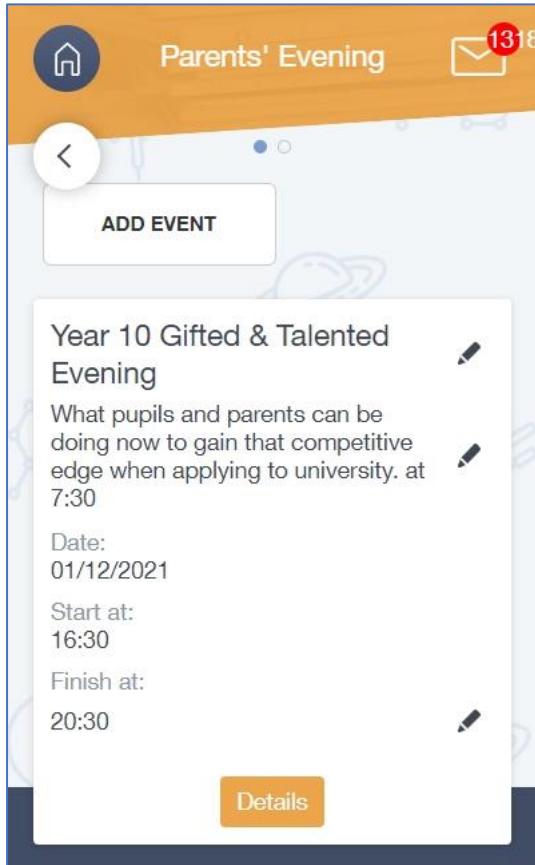 Parents' Evening
1318
ADD EVENT
Year 10 Gifted & Talented
Evening
What pupils and parents can be
doing now to gain that competitive
edge when applying to university. at
7:30
Date:
01/12/2021
Start at:
16:30
Finish at:
20:30
Details